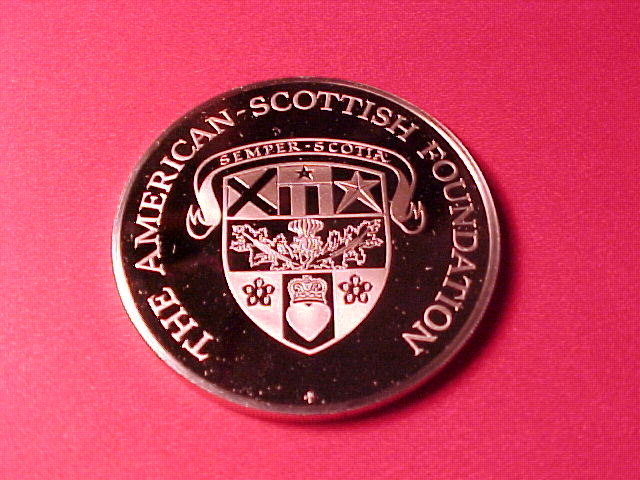 THE AMERICAN-SCOTTISH FOUNDATION
SEMPER-SCOTIA